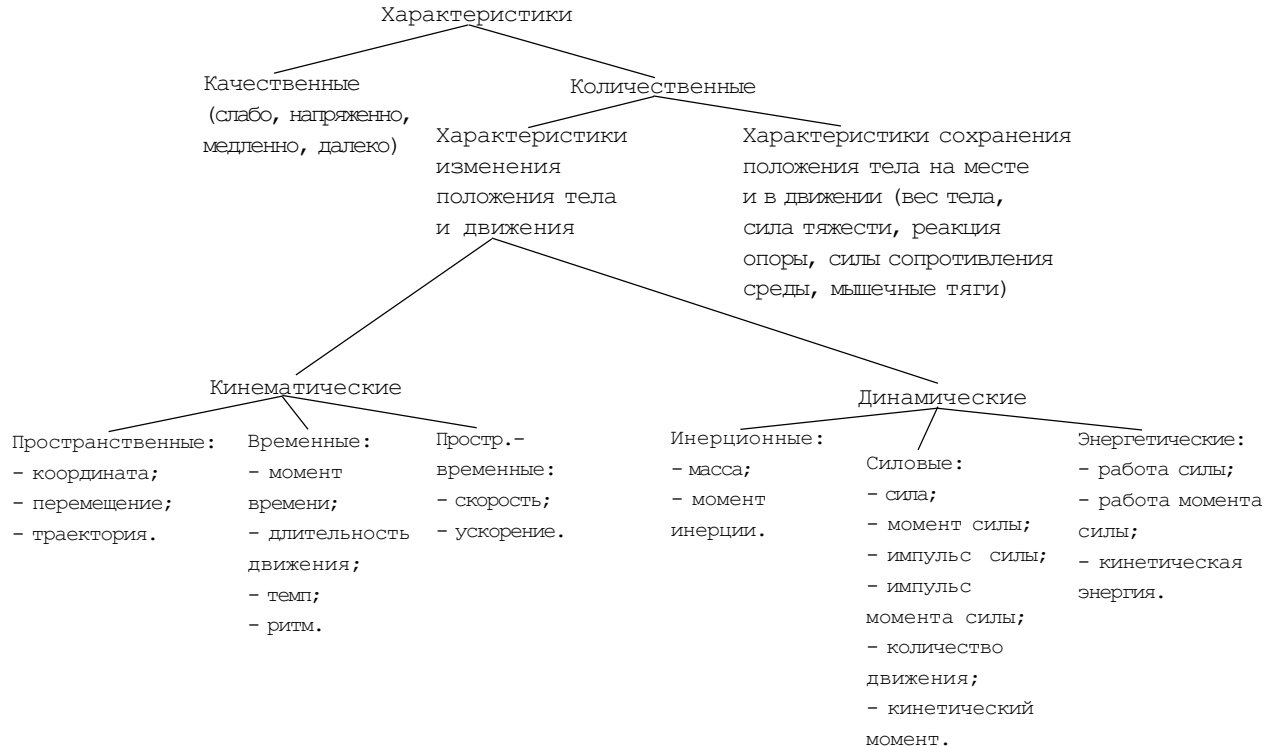 Характеристики
Качественные
(слабо, напряженно,
медленно, далеко)
Количественные
Характеристики
изменения
положения тела
и движения
Характеристики сохранения
положения тела на месте
и в движении (вес тела,
сила тяжести, реакция
опоры, силы сопротивления
среды, мышечные тяги)
Кинематические
Динамические
Пространственные:
- координата;
- перемещение;
- траектория.
Временные:
- момент
времени;
- длительность
движения;
- темп;
- ритм.
Простр.-
временные:
- скорость;
- ускорение.
Инерционные:
- масса;
- момент
инерции.
Силовые:
- сила;
- момент силы;
- импульс силы;
- импульс
момента силы;
- количество
движения;
- кинетический
момент.
Энергетические:
- работа силы;
- работа момента
силы;
- кинетическая
энергия.